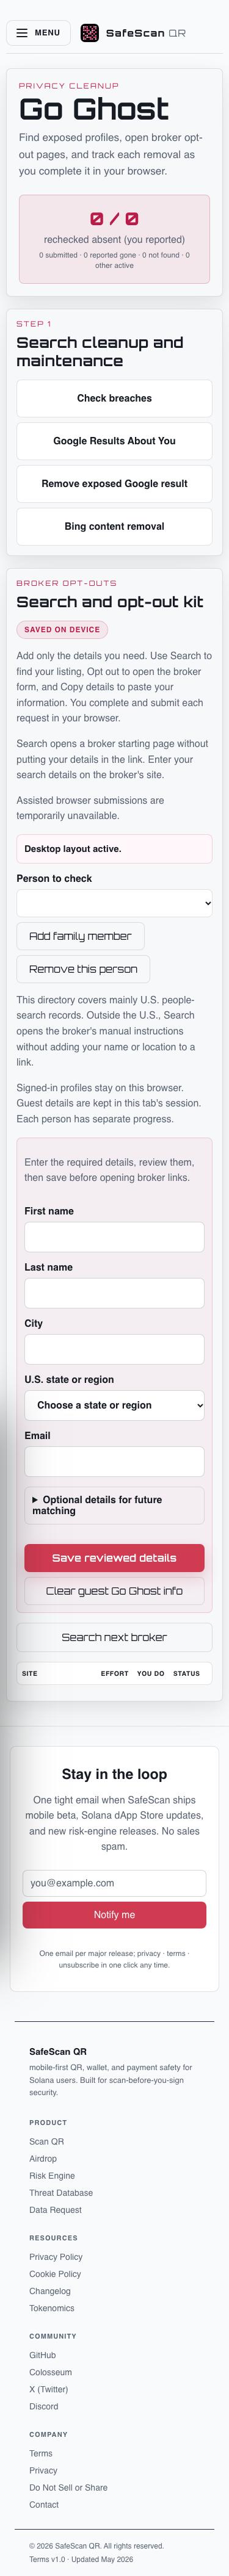 MENU
SafeScan QR
PRIVACY CLEANUP
Go Ghost
Find exposed profiles, open broker opt-
out pages, and track each removal as
you complete it in your browser.
0 / 0
rechecked absent (you reported)
0 submitted · 0 reported gone · 0 not found · 0
other active
STEP 1
Search cleanup and
maintenance
Check breaches
Google Results About You
Remove exposed Google result
Bing content removal
BROKER OPT-OUTS
Search and opt-out kit
SAVED ON DEVICE
Add only the details you need. Use Search to
find your listing, Opt out to open the broker
form, and Copy details to paste your
information. You complete and submit each
request in your browser.
Search opens a broker starting page without
putting your details in the link. Enter your
search details on the broker's site.
Assisted browser submissions are
temporarily unavailable.
Desktop layout active.
Person to check
Add family member
Remove this person
This directory covers mainly U.S. people-
search records. Outside the U.S., Search
opens the broker's manual instructions
without adding your name or location to a
link.
Signed-in profiles stay on this browser.
Guest details are kept in this tab's session.
Each person has separate progress.
Enter the required details, review them,
then save before opening broker links.
First name
Last name
City
U.S. state or region
Choose a state or region
Email
Optional details for future
matching
Save reviewed details
Clear guest Go Ghost info
Search next broker
SITE EFFORT YOU DO STATUS
Stay in the loop
One tight email when SafeScan ships
mobile beta, Solana dApp Store updates,
and new risk-engine releases. No sales
spam.
you@example.com
Notify me
One email per major release; privacy · terms ·
unsubscribe in one click any time.
SafeScan QR
mobile-first QR, wallet, and payment safety for
Solana users. Built for scan-before-you-sign
security.
PRODUCT
Scan QR
Airdrop
Risk Engine
Threat Database
Data Request
RESOURCES
Privacy Policy
Cookie Policy
Changelog
Tokenomics
COMMUNITY
GitHub
Colosseum
X (Twitter)
Discord
COMPANY
Terms
Privacy
Do Not Sell or Share
Contact
© 2026 SafeScan QR. All rights reserved.
Terms v1.0 · Updated May 2026